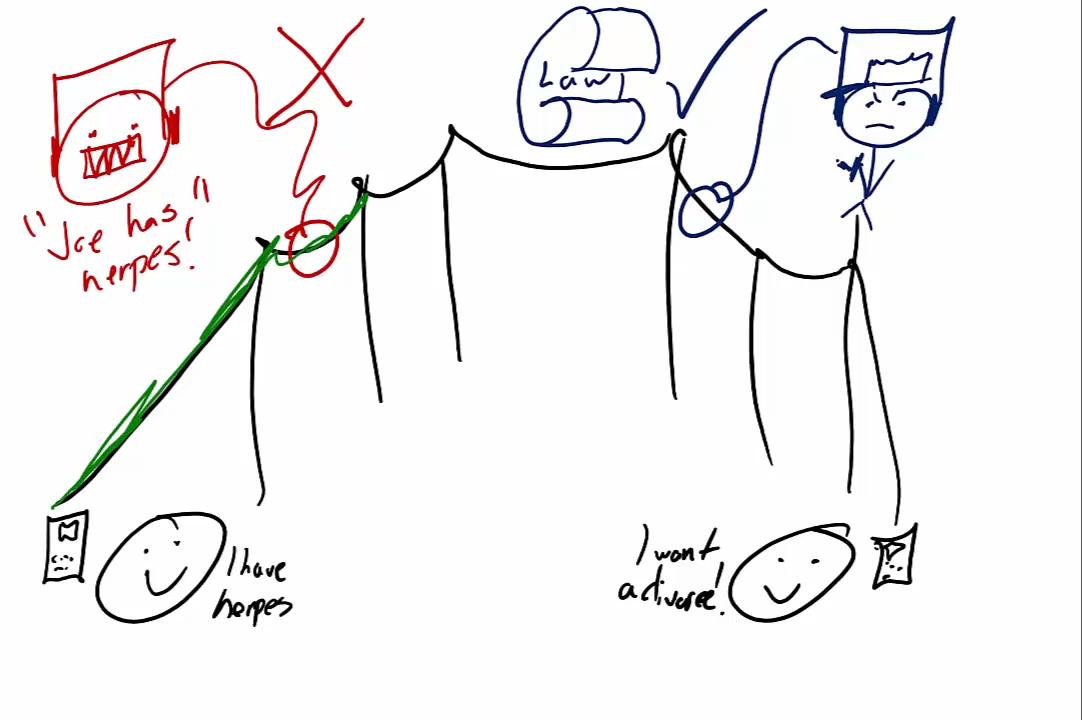 Law
"Joe has"
herpes!
I have
herpes
I want
a divorce!